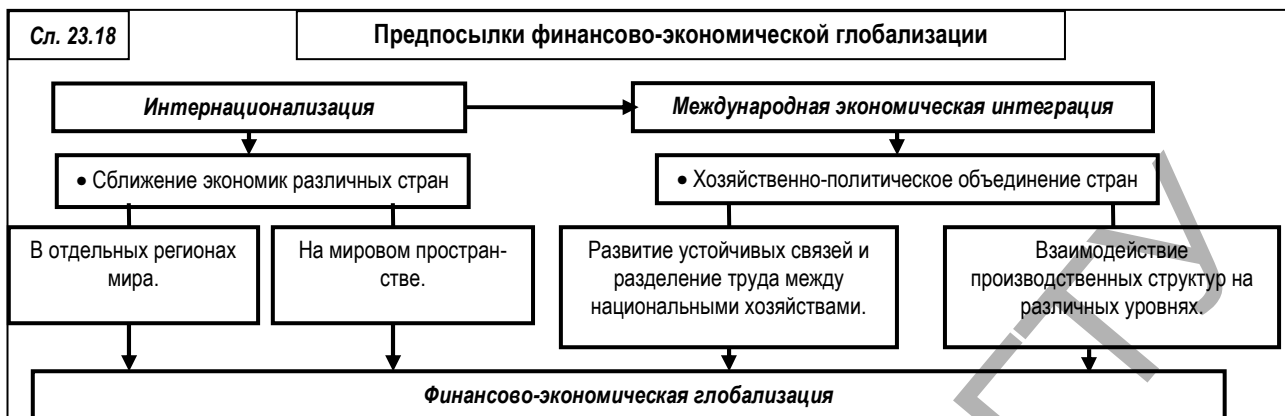 Сл. 23.18
Предпосылки финансово-экономической глобализации
Интернационализация
Международная экономическая интеграция
• Сближение экономик различных стран
• Хозяйственно-политическое объединение стран
В отдельных регионах
мира.
На мировом простран-
стве.
Развитие устойчивых связей и
разделение труда между
национальными хозяйствами.
Взаимодействие
производственных структур на
различных уровнях.
Финансово-экономическая глобализация